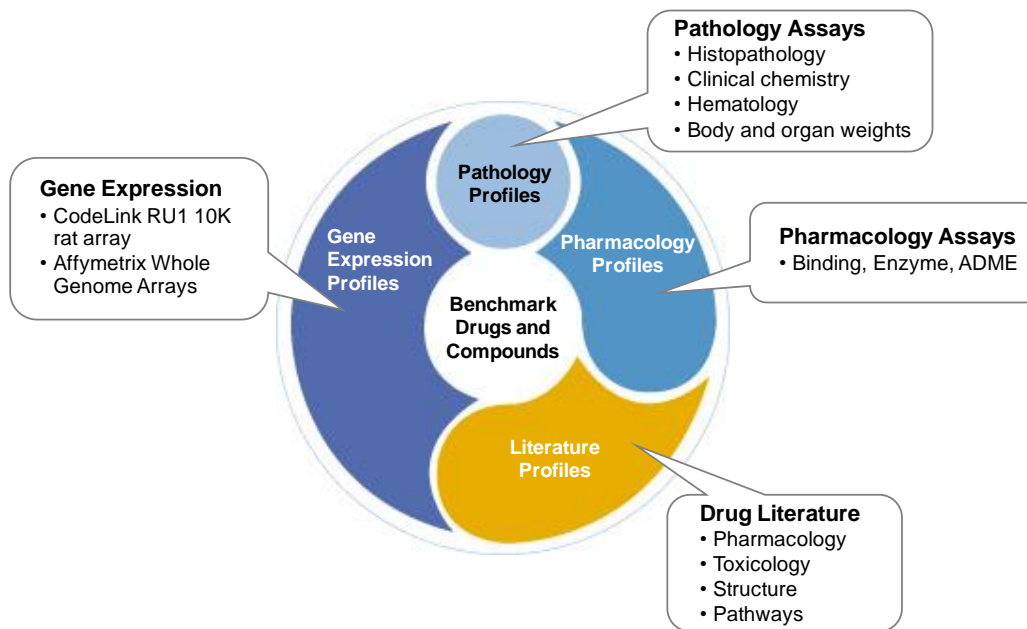 Pathology Assays
• Histopathology
• Clinical chemistry
• Hematology
• Body and organ weights
Gene Expression
• CodeLink RU1 10K
rat array
• Affymetrix Whole
Genome Arrays
Pathology
Profiles
Gene
Expression
Profiles
Pharmacology
Profiles
Pharmacology Assays
• Binding, Enzyme, ADME
Benchmark
Drugs and
Compounds
Literature
Profiles
Drug Literature
• Pharmacology
• Toxicology
• Structure
• Pathways